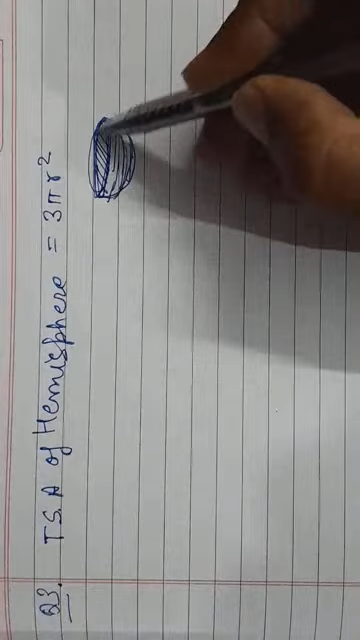 Q3. T.S.A of Hemisphere = 3πr²